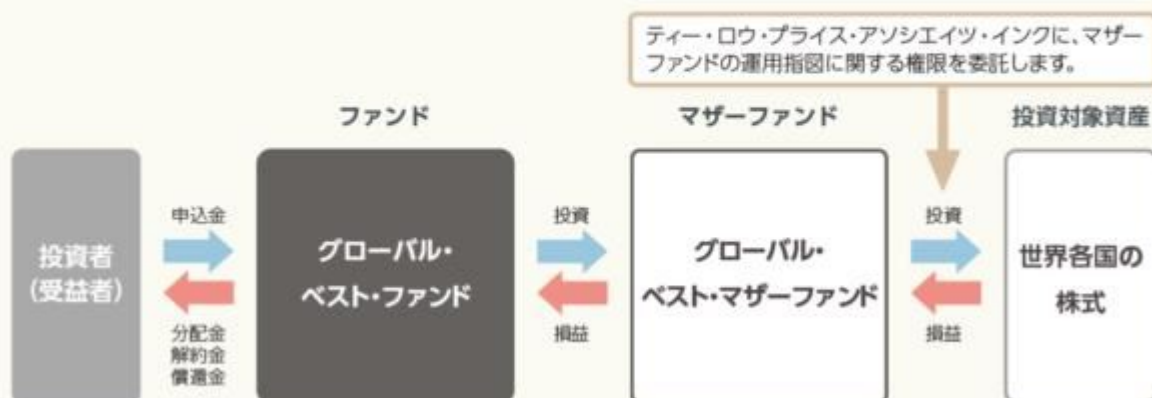 ティー・ロウ・プライス・アソシエイツ・インクに、マザー
ファンドの運用指図に関する権限を委託します。
ファンド
マザーファンド
投資対象資産
投資者
(受益者)
申込金
分配金
解約金
償還金
グローバル・
ベスト・ファンド
投資
損益
グローバル・
ベスト・マザーファンド
投資
損益
世界各国の
株式